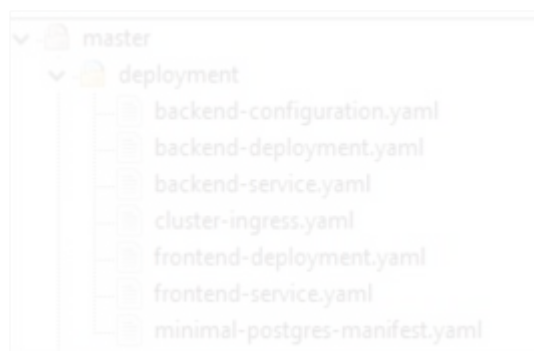 master
deployment
backend-configuration.yaml
backend-deployment.yaml
backend-service.yaml
cluster-ingress.yaml
frontend-deployment.yaml
frontend-service.yaml
minimal-postgres-manifest.yaml